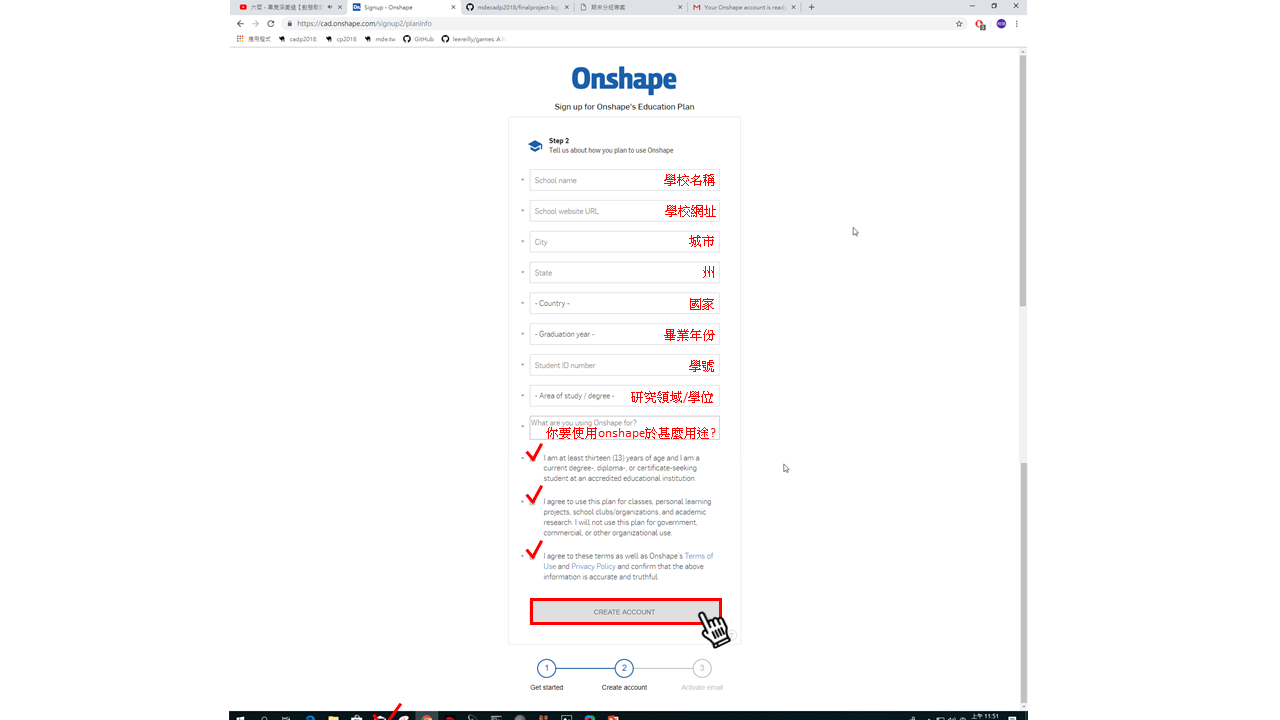 Signup - Onshape
mdecadp2018/finalproject-bg
期末分組專案
Your Onshape account is ready
https://cad.onshape.com/signup2/planinfo
應用程式
cadp2018:
cp2018
mde.tw
GitHub
leereilly/games: A
Onshape
Sign up for Onshape's Education Plan
Step 2
Tell us about how you plan to use Onshape
* School name 學校名稱
* School website URL 學校網址
* City 城市
* State 州
* - Country - 國家
* - Graduation year - 畢業年份
* Student ID number 學號
* - Area of study / degree - 研究領域/學位
* What are you using Onshape for?
你要使用onshape於甚麼用途?
* I am at least thirteen (13) years of age and I am a
current degree-, diploma-, or certificate-seeking
student at an accredited educational institution.
* I agree to use this plan for classes, personal learning
projects, school clubs/organizations, and academic
research. I will not use this plan for government,
commercial, or other organizational use.
* I agree to these terms as well as Onshape's Terms of
Use and Privacy Policy and confirm that the above
information is accurate and truthful.
CREATE ACCOUNT
1 2 3
Get started Create account Activate email
上午 11:51